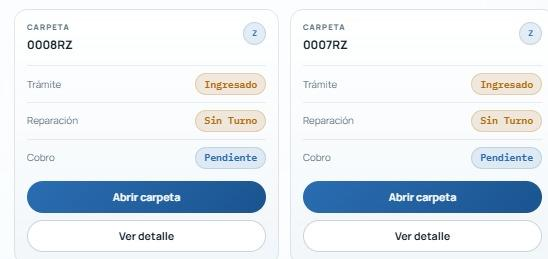 CARPETA
0008RZ
Z
Trámite Ingresado
Reparación Sin Turno
Cobro Pendiente
Abrir carpeta
Ver detalle
CARPETA
0007RZ
Z
Trámite Ingresado
Reparación Sin Turno
Cobro Pendiente
Abrir carpeta
Ver detalle